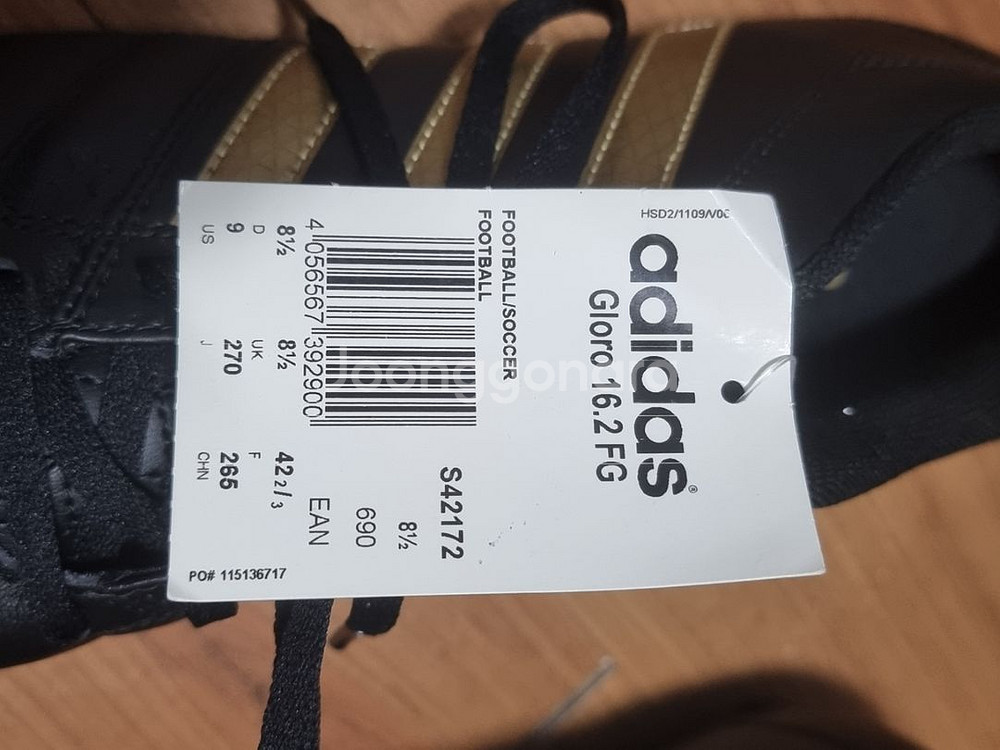 HSD2/1109/V00
adidas®
Gloro 16.2 FG
FOOTBALL/SOCCER
FOOTBALL
S42172
8½
690
EAN
4 056567 392900
8½ 8½ 42 2/3
D UK F
9 270 265
US J CHN
PO# 115136717
Joonggonara